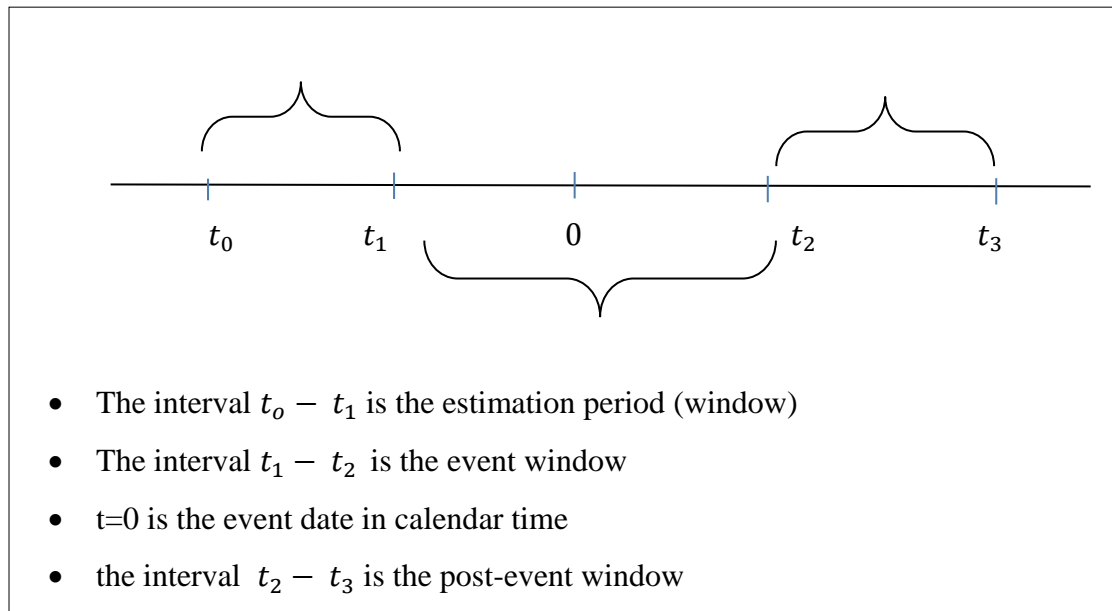 t₀ t₁ 0 t₂ t₃
• The interval tₒ − t₁ is the estimation period (window)
• The interval t₁ − t₂ is the event window
• t=0 is the event date in calendar time
• the interval t₂ − t₃ is the post-event window